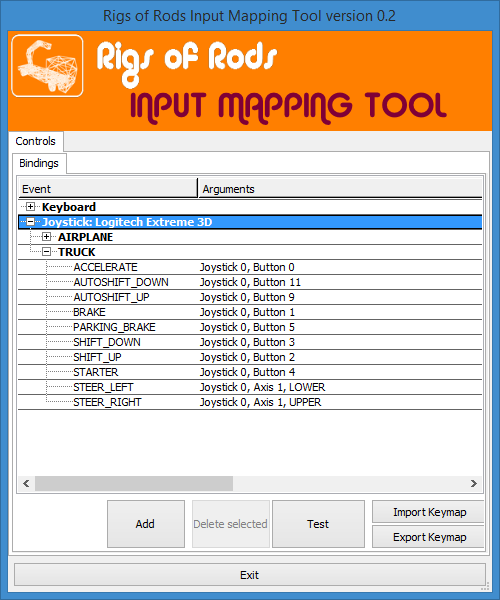 Rigs of Rods Input Mapping Tool version 0.2
Rigs of Rods
INPUT MAPPING TOOL
Controls
Bindings
Event Arguments
Keyboard
Joystick: Logitech Extreme 3D
AIRPLANE
TRUCK
ACCELERATE Joystick 0, Button 0
AUTOSHIFT_DOWN Joystick 0, Button 11
AUTOSHIFT_UP Joystick 0, Button 9
BRAKE Joystick 0, Button 1
PARKING_BRAKE Joystick 0, Button 5
SHIFT_DOWN Joystick 0, Button 3
SHIFT_UP Joystick 0, Button 2
STARTER Joystick 0, Button 4
STEER_LEFT Joystick 0, Axis 1, LOWER
STEER_RIGHT Joystick 0, Axis 1, UPPER
Add Delete selected Test Import Keymap
Export Keymap
Exit